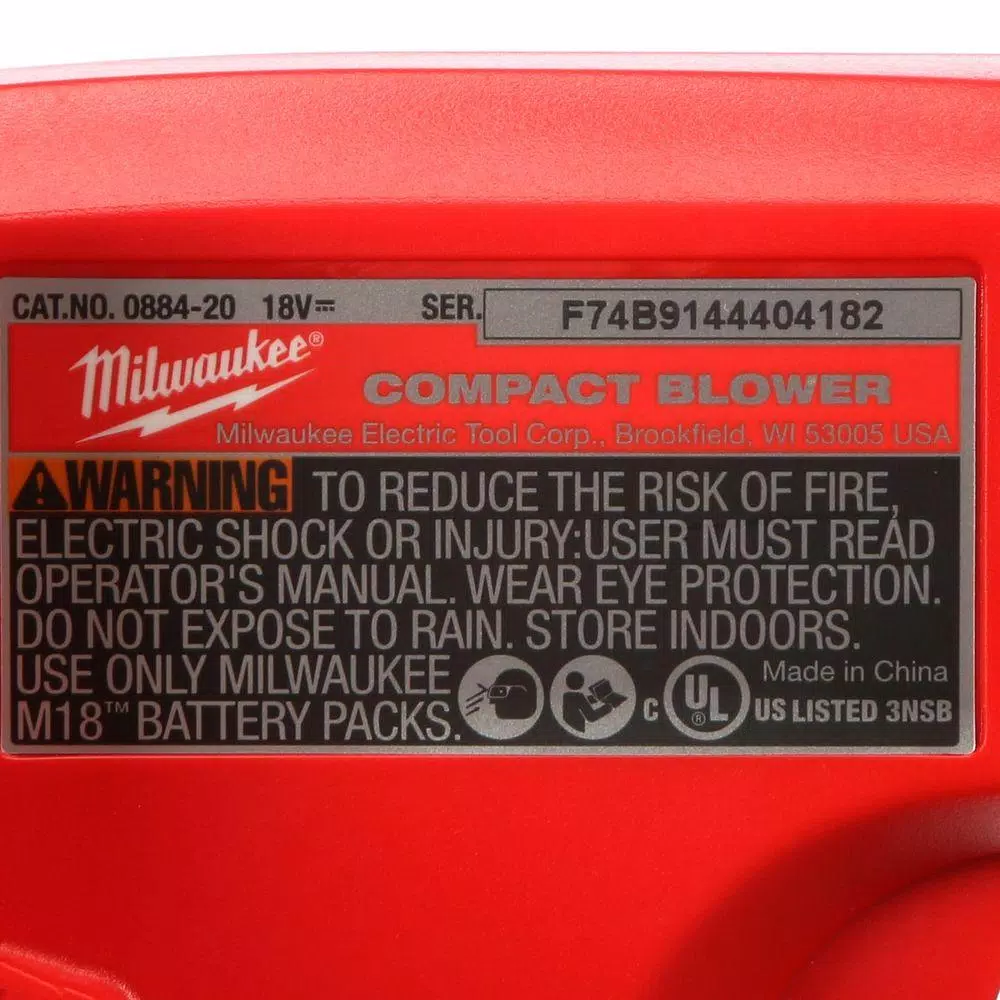 CAT.NO. 0884-20 18V⎓ SER. F74B9144404182
Milwaukee®
COMPACT BLOWER
Milwaukee Electric Tool Corp., Brookfield, WI 53005 USA
WARNING TO REDUCE THE RISK OF FIRE,
ELECTRIC SHOCK OR INJURY:USER MUST READ
OPERATOR'S MANUAL. WEAR EYE PROTECTION.
DO NOT EXPOSE TO RAIN. STORE INDOORS.
USE ONLY MILWAUKEE
M18™ BATTERY PACKS.
Made in China
C UL® US LISTED 3NSB